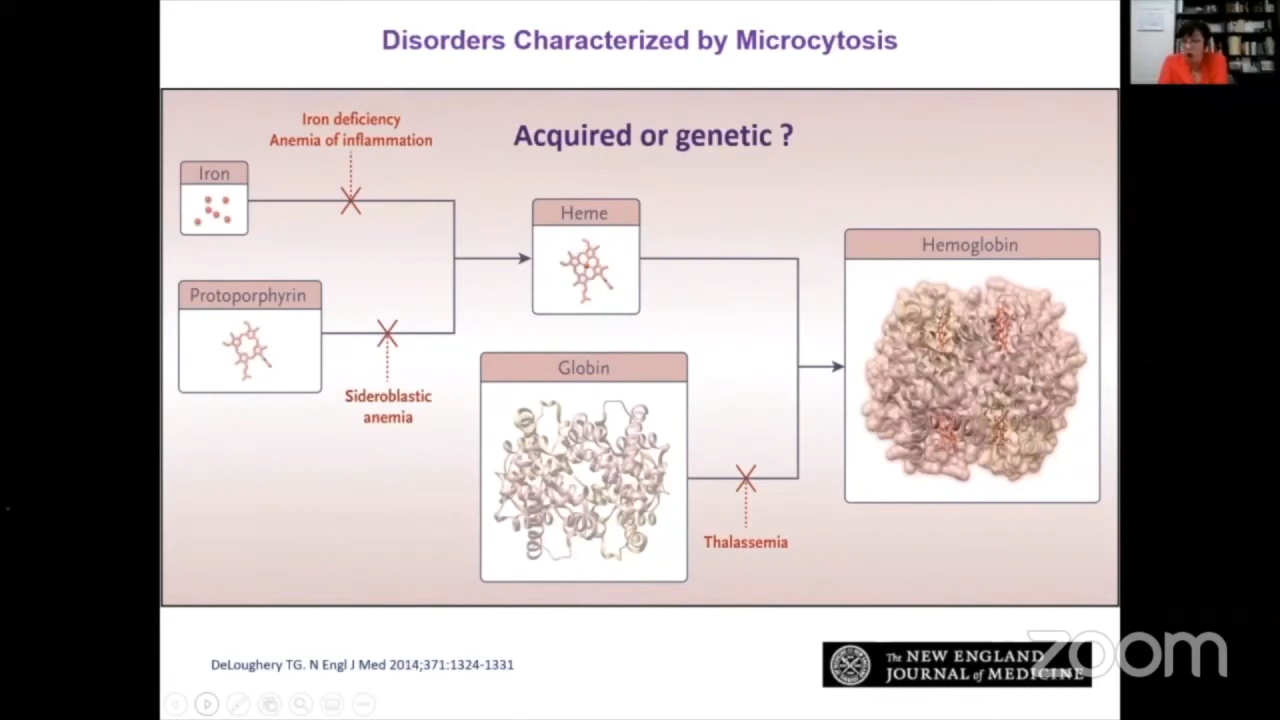 Disorders Characterized by Microcytosis
Iron deficiency
Anemia of inflammation
Acquired or genetic ?
Iron
Heme
Hemoglobin
Protoporphyrin
Globin
Sideroblastic
anemia
Thalassemia
DeLoughery TG. N Engl J Med 2014;371:1324-1331
The NEW ENGLAND
JOURNAL of MEDICINE
zoom